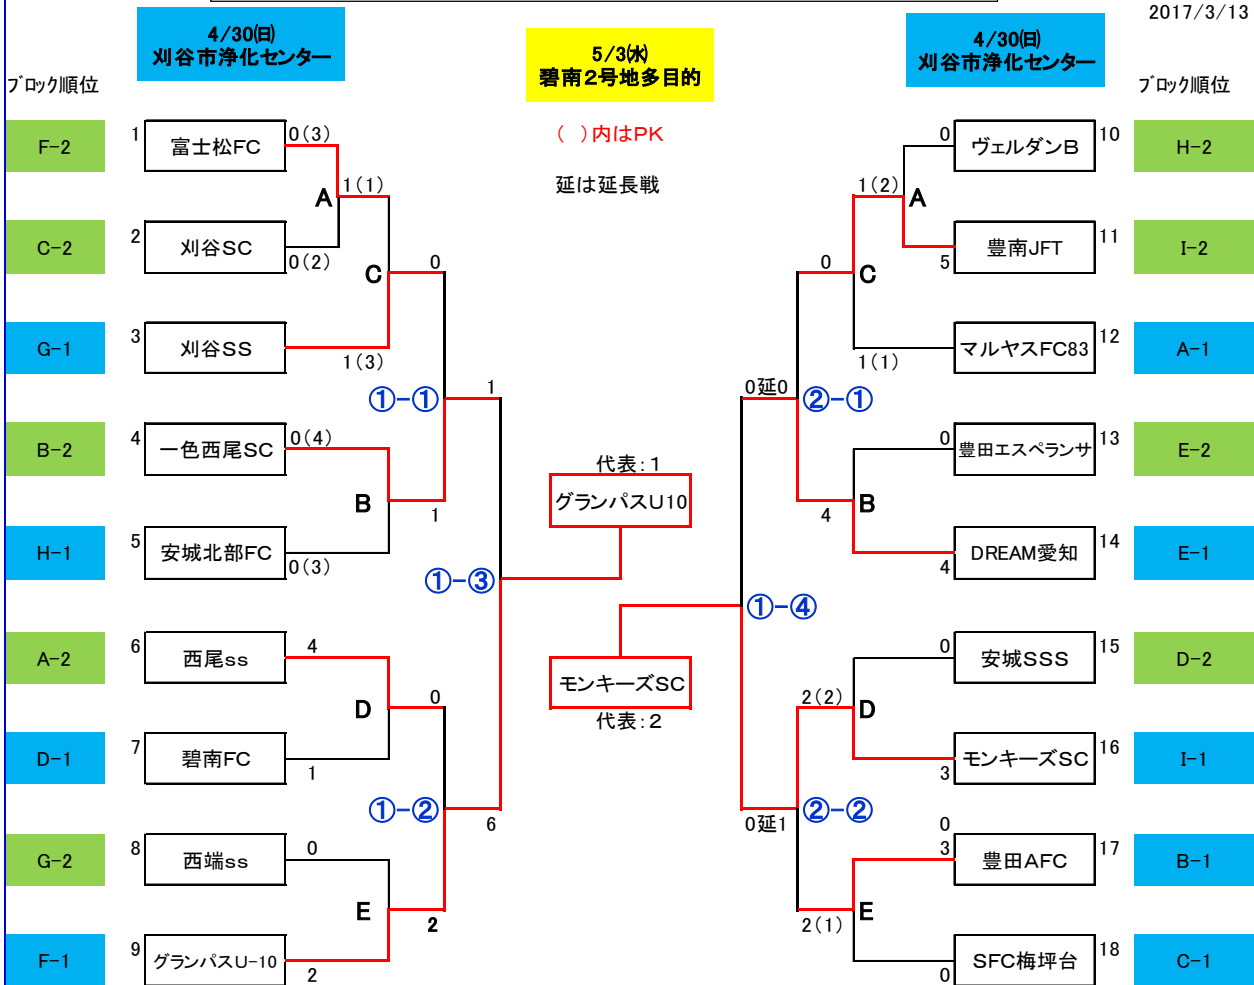 2017/3/13
4/30㈰
刈谷市浄化センター
5/3㈬
碧南２号地多目的
4/30㈰
刈谷市浄化センター
ブロック順位
ブロック順位
（　）内はPK
延は延長戦
F-2
1
富士松FC
0(3)
A
1(1)
C-2
2
刈谷SC
0(2)
C
0
G-1
3
刈谷SS
1(3)
①-①
1
B-2
4
一色西尾SC
0(4)
B
1
H-1
5
安城北部FC
0(3)
①-③
A-2
6
西尾ss
4
D
0
D-1
7
碧南FC
1
①-②
6
G-2
8
西端ss
0
E
2
F-1
9
グランパスU-10
2
代表：1
グランパスU10
モンキーズSC
代表：2
0
ヴェルダンB
10
H-2
1(2)
A
豊南JFT
11
I-2
5
0
C
マルヤスFC83
12
A-1
1(1)
0延0
②-①
0
豊田エスペランサ
13
E-2
4
B
DREAM愛知
14
E-1
4
①-④
0
安城SSS
15
D-2
2(2)
D
モンキーズSC
16
I-1
3
0延1
②-②
0
3
豊田AFC
17
B-1
2(1)
E
SFC梅坪台
18
C-1
0